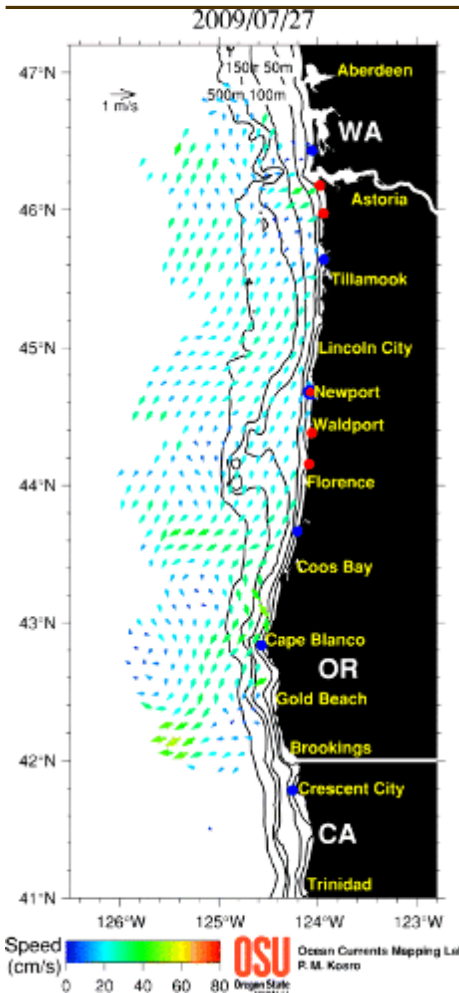 2009/07/27
47°N
150m 50m
Aberdeen
500m 100m
1 m/s
WA
Astoria
46°N
Tillamook
45°N
Lincoln City
Newport
Waldport
44°N
Florence
Coos Bay
43°N
Cape Blanco
OR
Gold Beach
42°N
Brookings
Crescent City
CA
41°N
Trinidad
126°W 125°W 124°W 123°W
Speed
(cm/s)
0 20 40 60 80
OSU
Oregon State
Ocean Currents Mapping La
P. M. Kosro